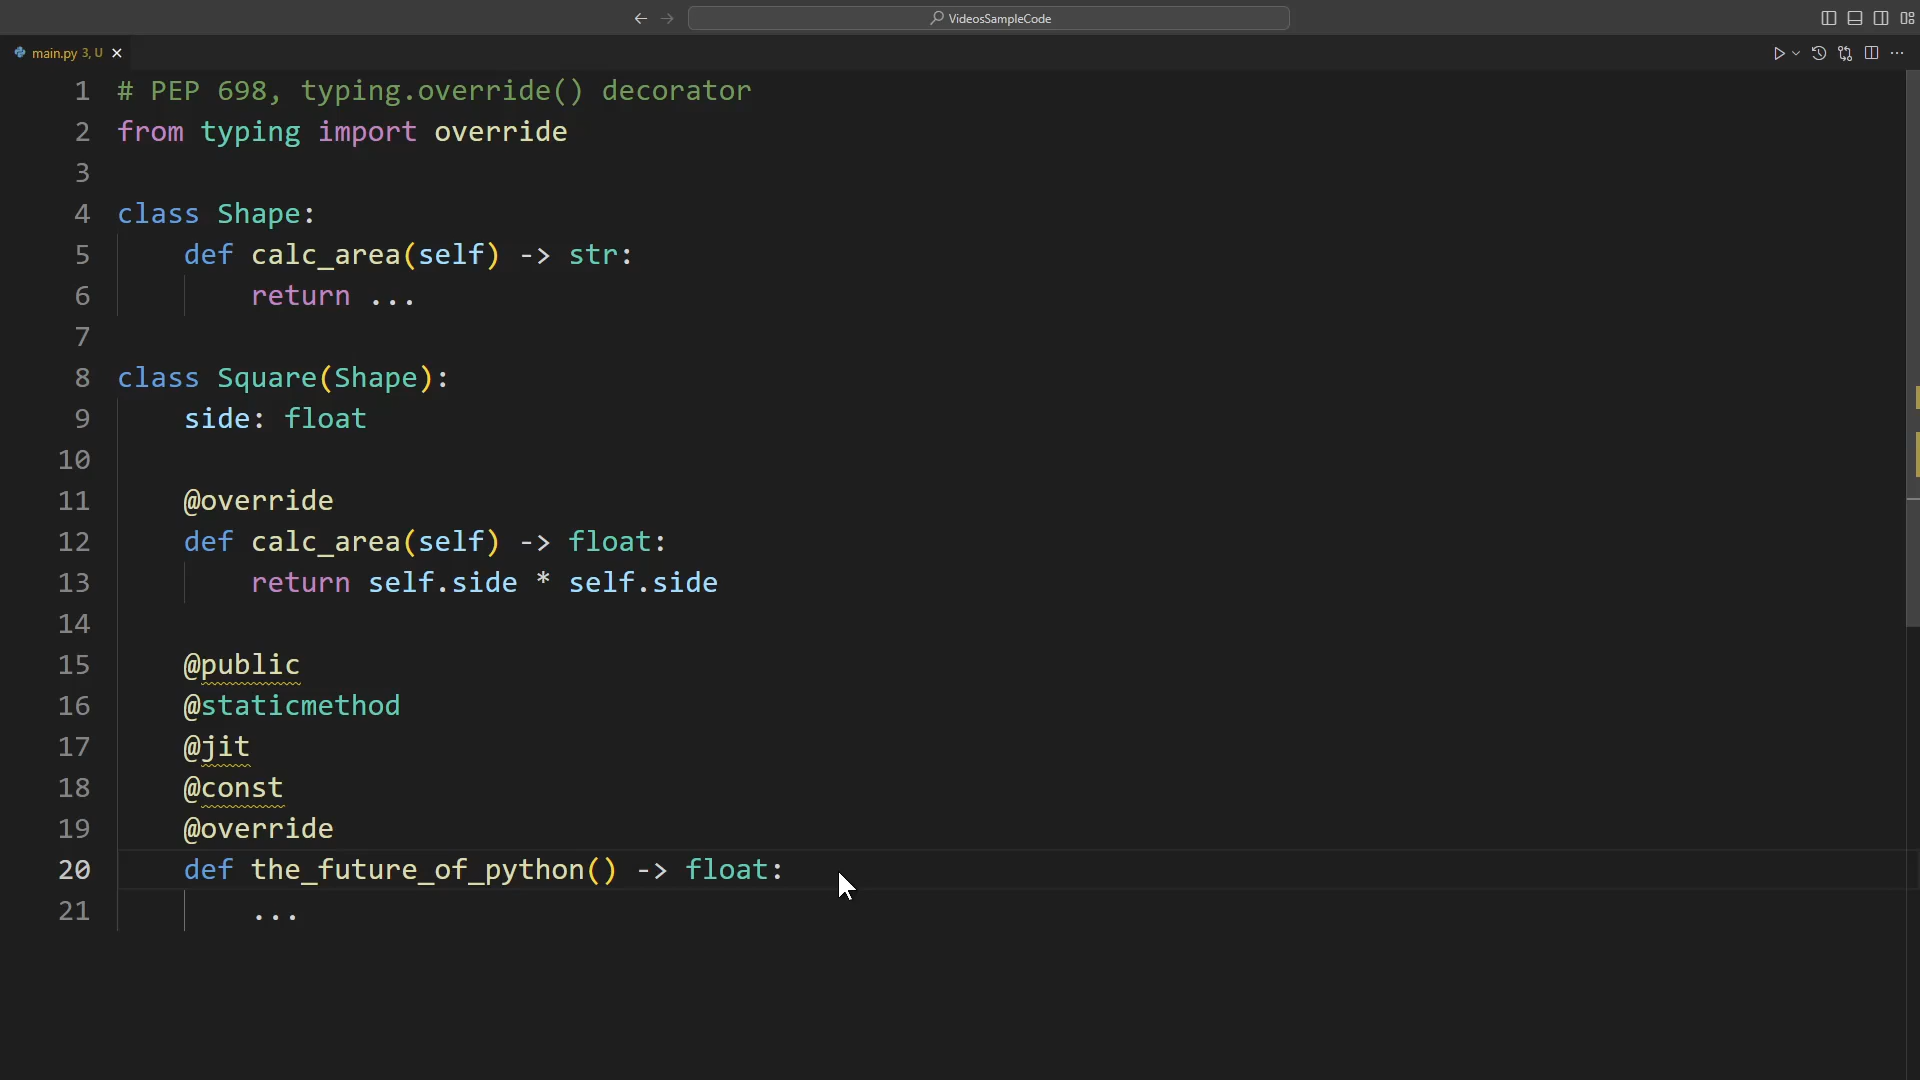 VideosSampleCode
main.py 3, U
1 # PEP 698, typing.override() decorator
2 from typing import override
3
4 class Shape:
5     def calc_area(self) -> str:
6         return ...
7
8 class Square(Shape):
9     side: float
10
11     @override
12     def calc_area(self) -> float:
13         return self.side * self.side
14
15     @public
16     @staticmethod
17     @jit
18     @const
19     @override
20     def the_future_of_python() -> float:
21         ...